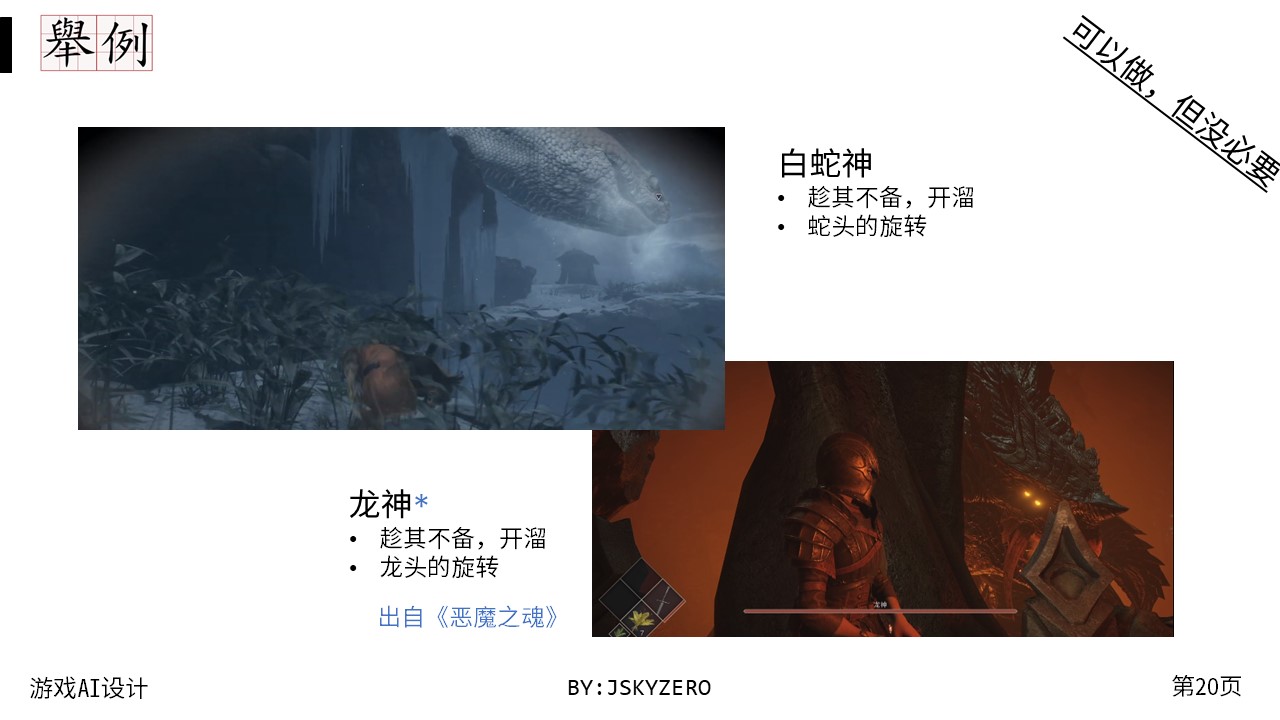 舉例
可以做，但没必要
白蛇神
• 趁其不备，开溜
• 蛇头的旋转
龙神*
• 趁其不备，开溜
• 龙头的旋转
出自《恶魔之魂》
龙神
7
游戏AI设计
BY:JSKYZERO
第20页